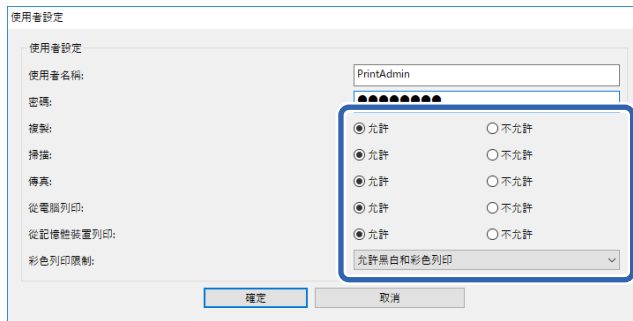 使用者設定
使用者設定
使用者名稱: PrintAdmin
密碼: ●●●●●●●●
複製: 允許 不允許
掃描: 允許 不允許
傳真: 允許 不允許
從電腦列印: 允許 不允許
從記憶體裝置列印: 允許 不允許
彩色列印限制: 允許黑白和彩色列印
確定 取消